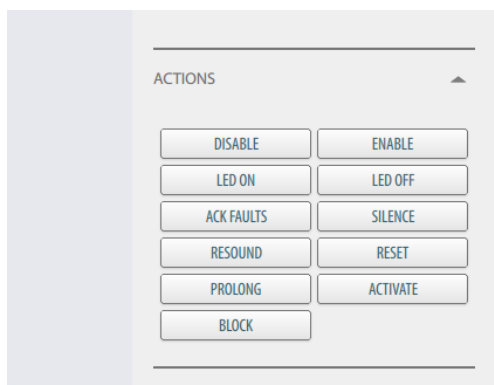 ACTIONS
DISABLE ENABLE
LED ON LED OFF
ACK FAULTS SILENCE
RESOUND RESET
PROLONG ACTIVATE
BLOCK